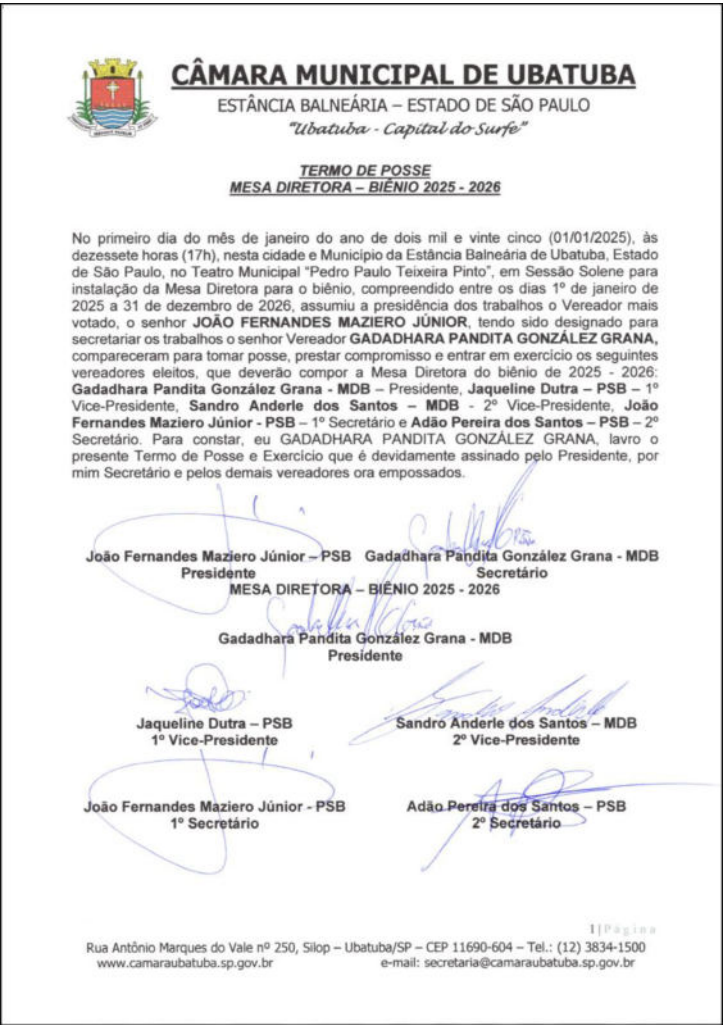 CÂMARA MUNICIPAL DE UBATUBA
ESTÂNCIA BALNEÁRIA – ESTADO DE SÃO PAULO
"Ubatuba - Capital do Surfe"
TERMO DE POSSE
MESA DIRETORA – BIÊNIO 2025 - 2026
No primeiro dia do mês de janeiro do ano de dois mil e vinte cinco (01/01/2025), às
dezessete horas (17h), nesta cidade e Município da Estância Balneária de Ubatuba, Estado
de São Paulo, no Teatro Municipal "Pedro Paulo Teixeira Pinto", em Sessão Solene para
instalação da Mesa Diretora para o biênio, compreendido entre os dias 1º de janeiro de
2025 a 31 de dezembro de 2026, assumiu a presidência dos trabalhos o Vereador mais
votado, o senhor JOÃO FERNANDES MAZIERO JÚNIOR, tendo sido designado para
secretariar os trabalhos o senhor Vereador GADADHARA PANDITA GONZÁLEZ GRANA,
compareceram para tomar posse, prestar compromisso e entrar em exercício os seguintes
vereadores eleitos, que deverão compor a Mesa Diretora do biênio de 2025 - 2026:
Gadadhara Pandita González Grana - MDB – Presidente, Jaqueline Dutra – PSB – 1º
Vice-Presidente, Sandro Anderle dos Santos – MDB - 2º Vice-Presidente, João
Fernandes Maziero Júnior - PSB – 1º Secretário e Adão Pereira dos Santos – PSB – 2º
Secretário. Para constar, eu GADADHARA PANDITA GONZÁLEZ GRANA, lavro o
presente Termo de Posse e Exercício que é devidamente assinado pelo Presidente, por
mim Secretário e pelos demais vereadores ora empossados.
João Fernandes Maziero Júnior – PSB Gadadhara Pandita González Grana - MDB
Presidente Secretário
MESA DIRETORA – BIÊNIO 2025 - 2026
Gadadhara Pandita González Grana - MDB
Presidente
Jaqueline Dutra – PSB Sandro Anderle dos Santos – MDB
1º Vice-Presidente 2º Vice-Presidente
João Fernandes Maziero Júnior - PSB Adão Pereira dos Santos – PSB
1º Secretário 2º Secretário
1|Página
Rua Antônio Marques do Vale nº 250, Silop – Ubatuba/SP – CEP 11690-604 – Tel.: (12) 3834-1500
www.camaraubatuba.sp.gov.br e-mail: secretaria@camaraubatuba.sp.gov.br